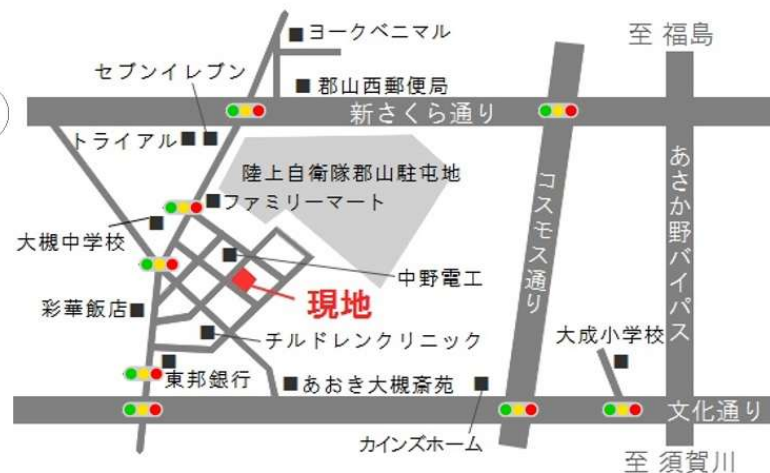 ヨークベニマル
至 福島
セブンイレブン
郡山西郵便局
新さくら通り
トライアル
陸上自衛隊郡山駐屯地
ファミリーマート
コスモス通り
あさか野バイパス
大槻中学校
中野電工
彩華飯店
現地
チルドレンクリニック
大成小学校
東邦銀行
あおき大槻斎苑
文化通り
カインズホーム
至 須賀川